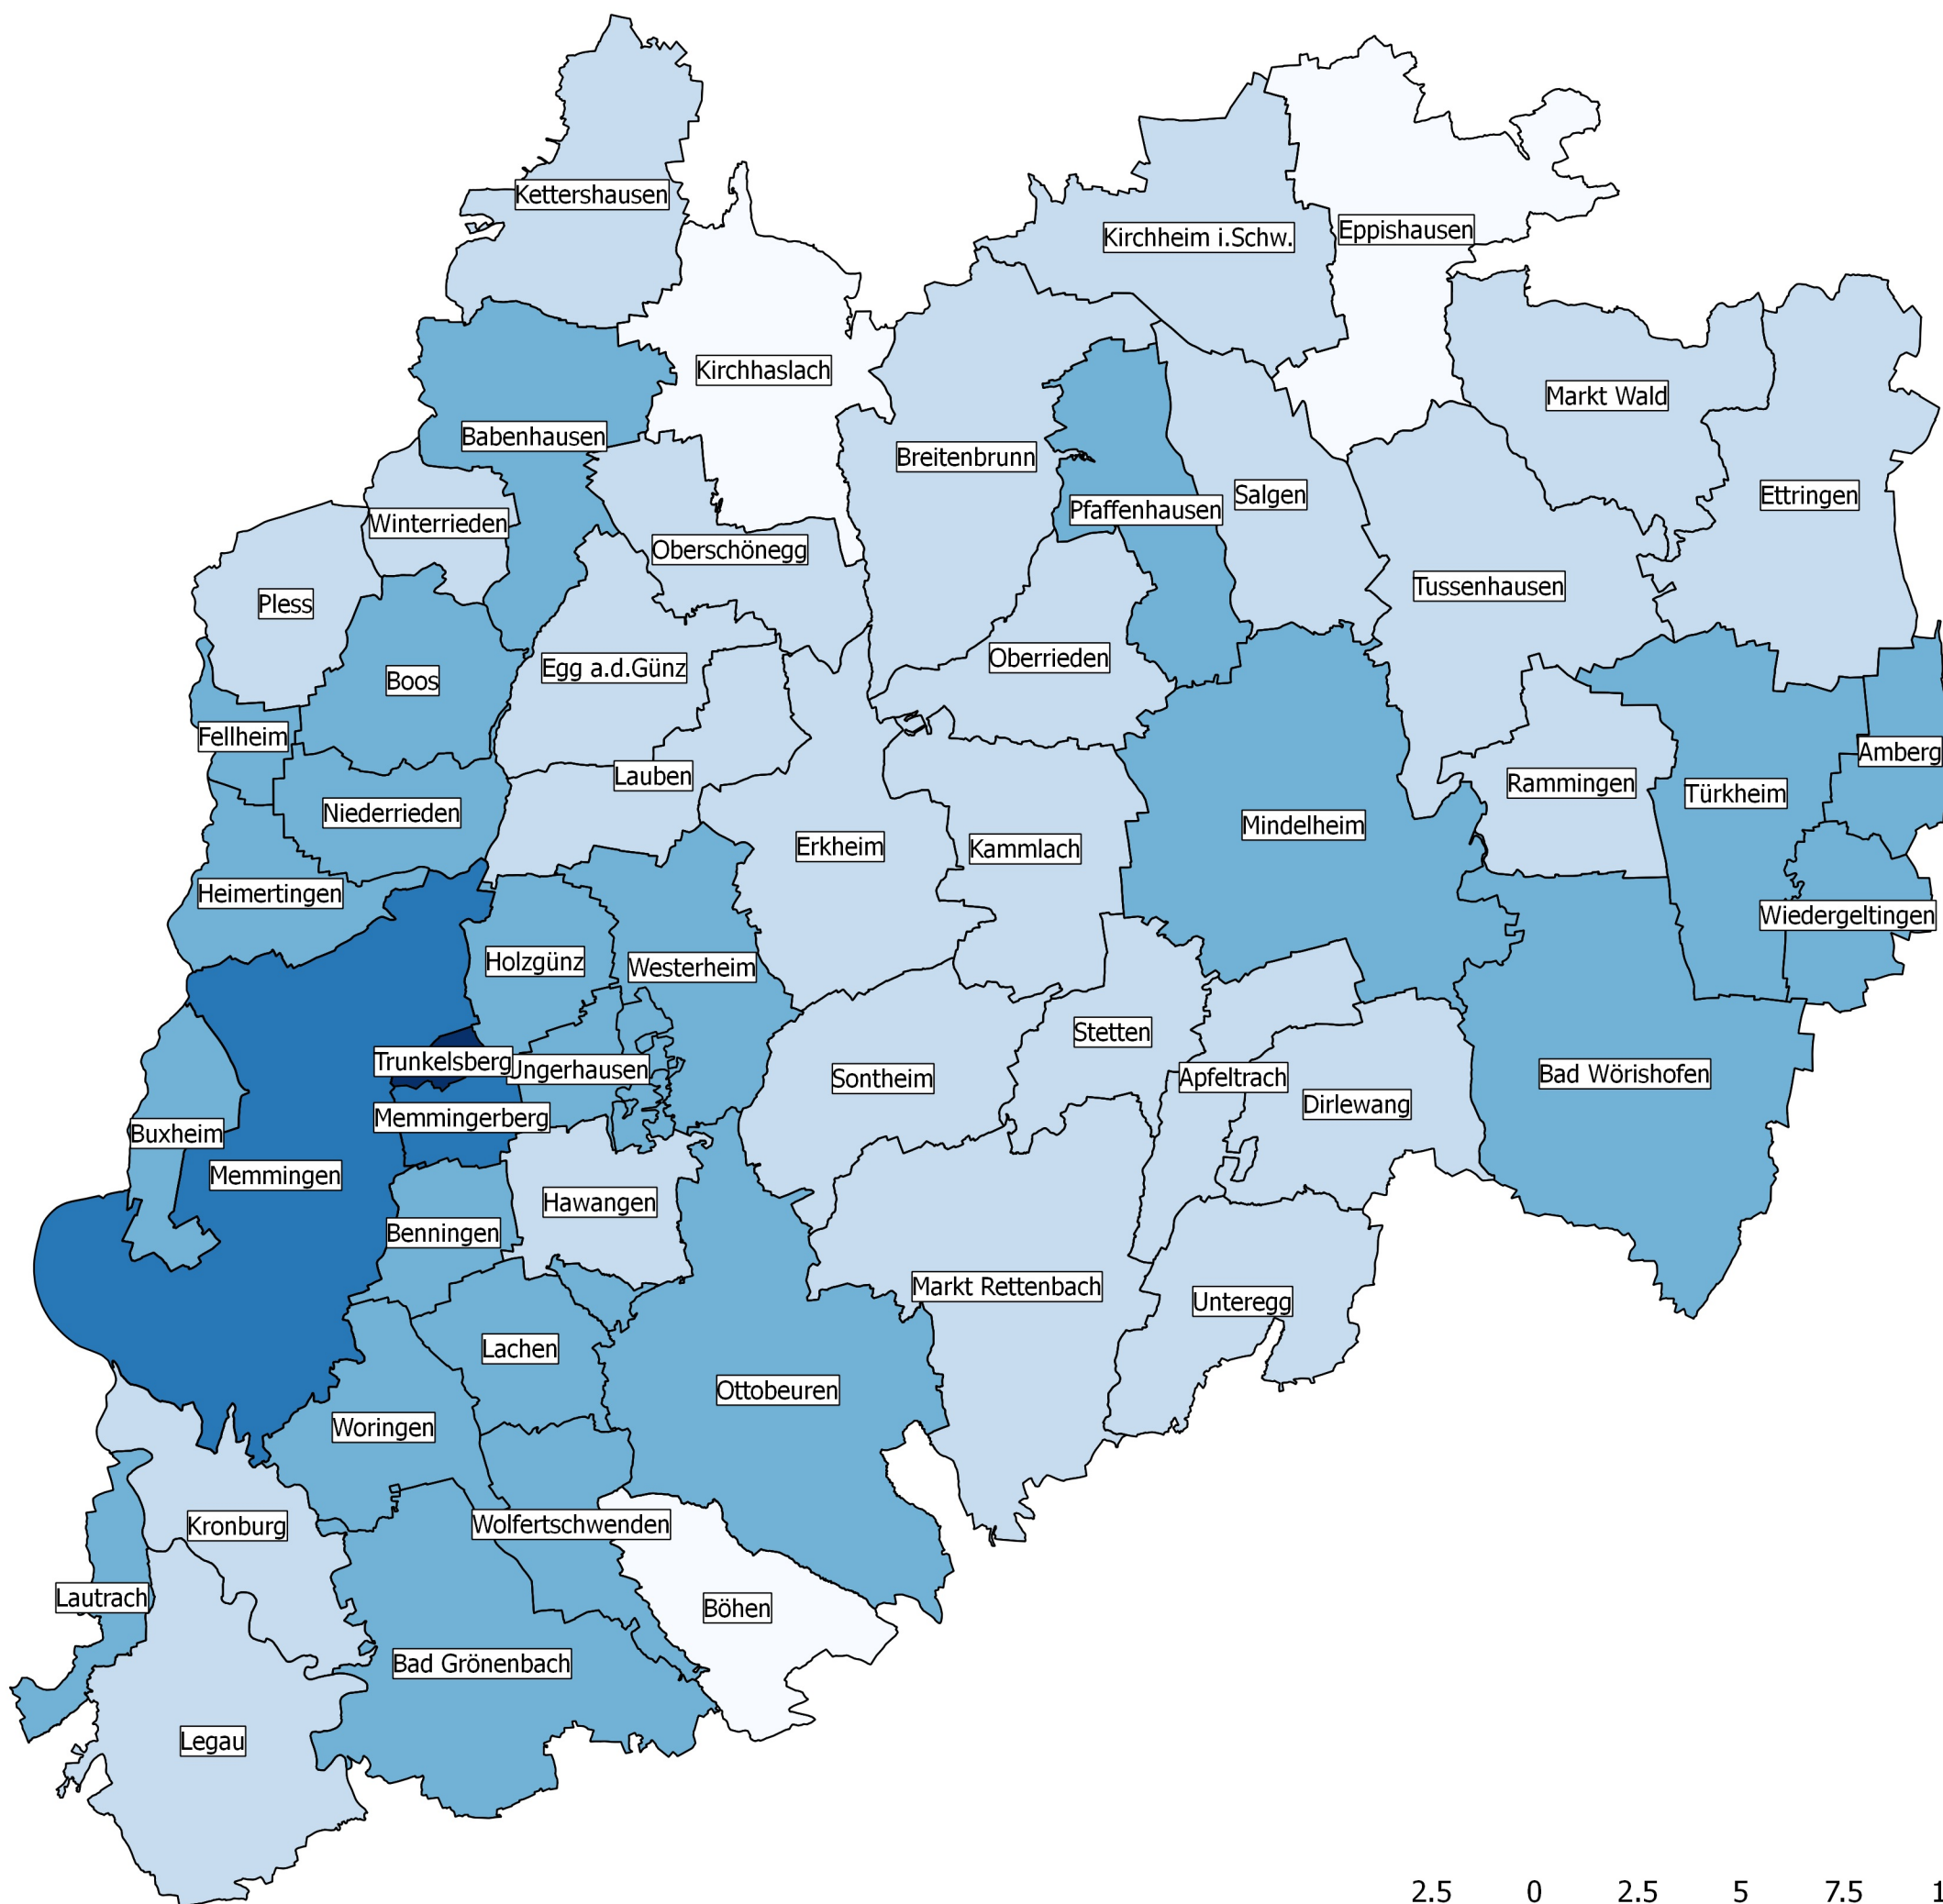 Kettershausen
Eppishausen
Kirchheim i.Schw.
Kirchhaslach
Markt Wald
Babenhausen
Breitenbrunn
Salgen
Ettringen
Pfaffenhausen
Winterrieden
Oberschönegg
Tussenhausen
Pless
Oberrieden
Egg a.d.Günz
Boos
Fellheim
Amberg
Lauben
Rammingen
Türkheim
Niederrieden
Mindelheim
Erkheim
Kammlach
Heimertingen
Wiedergeltingen
Holzgünz
Westerheim
Stetten
Trunkelsberg
Ungerhausen
Bad Wörishofen
Sontheim
Apfeltrach
Dirlewang
Memmingerberg
Buxheim
Memmingen
Hawangen
Benningen
Markt Rettenbach
Unteregg
Lachen
Ottobeuren
Woringen
Wolfertschwenden
Kronburg
Lautrach
Böhen
Bad Grönenbach
Legau
2.5 0 2.5 5 7.5